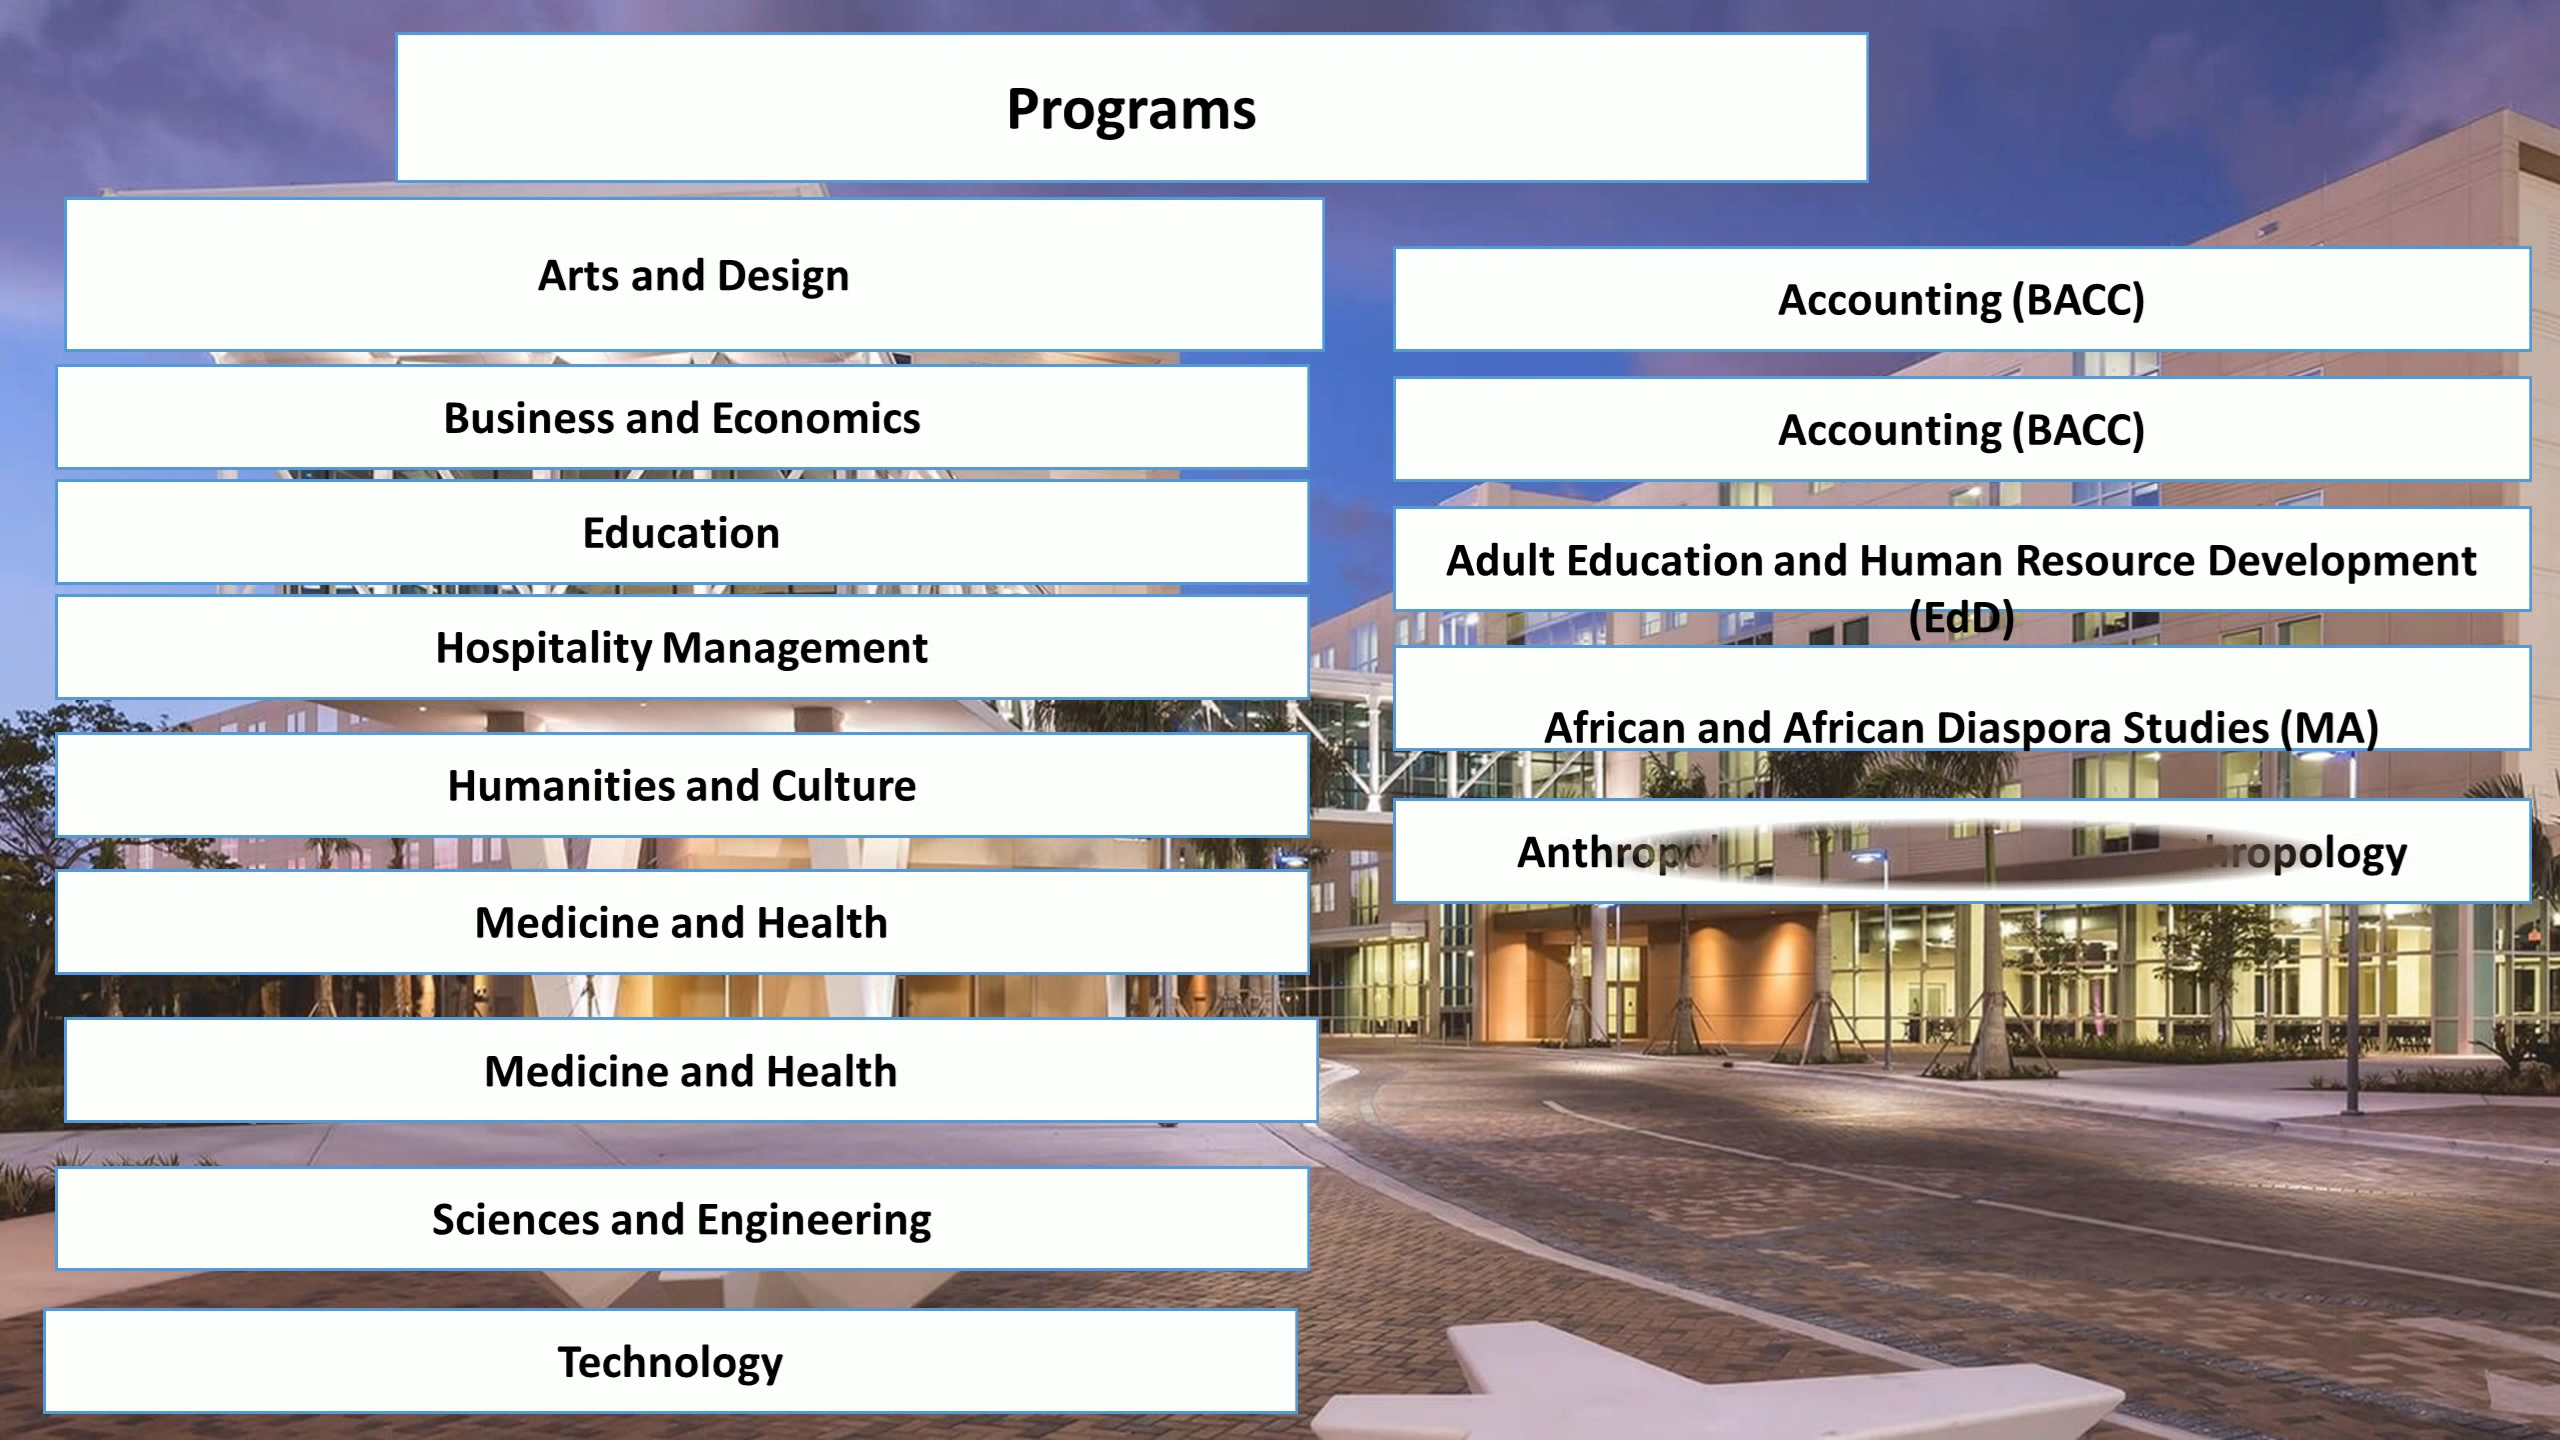 Programs
Arts and Design
Business and Economics
Education
Hospitality Management
Humanities and Culture
Medicine and Health
Medicine and Health
Sciences and Engineering
Technology
Accounting (BACC)
Accounting (BACC)
Adult Education and Human Resource Development
(EdD)
African and African Diaspora Studies (MA)